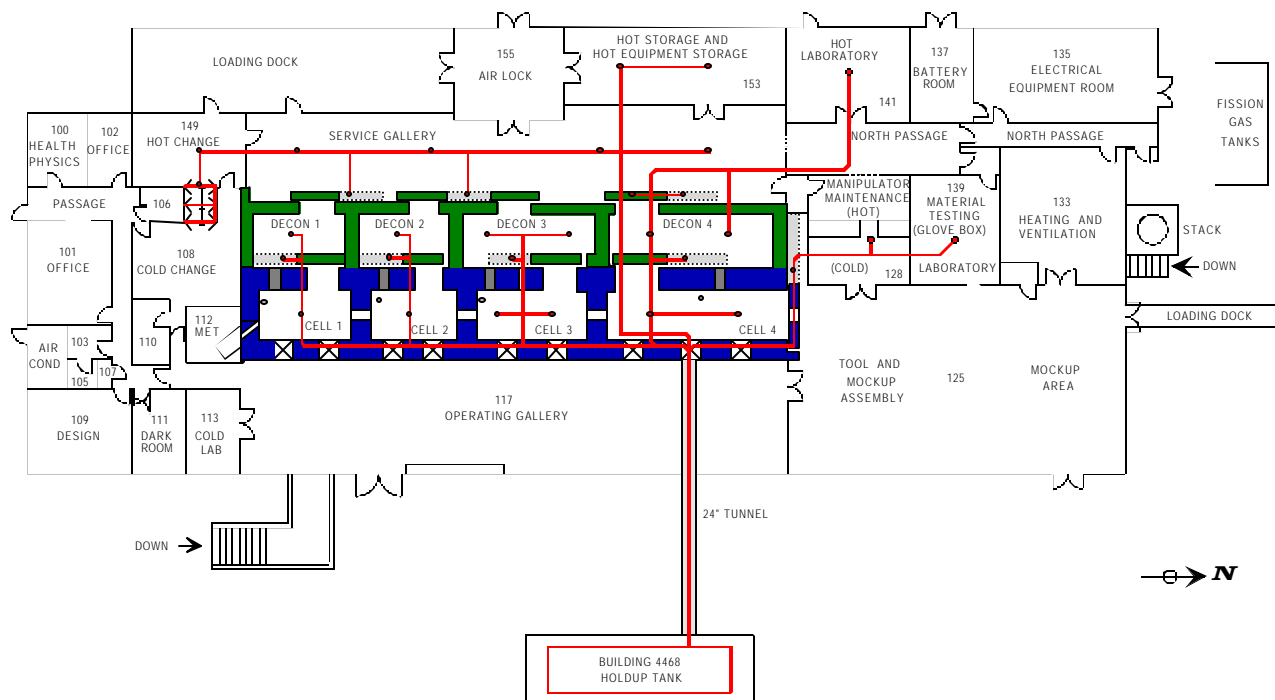 LOADING DOCK
155
AIR LOCK
HOT STORAGE AND
HOT EQUIPMENT STORAGE
153
HOT
LABORATORY
141
137
BATTERY
ROOM
135
ELECTRICAL
EQUIPMENT ROOM
FISSION
GAS
TANKS
100
HEALTH
PHYSICS
102
OFFICE
149
HOT CHANGE
SERVICE GALLERY
NORTH PASSAGE
NORTH PASSAGE
PASSAGE
106
MANIPULATOR
MAINTENANCE
(HOT)
139
MATERIAL
TESTING
(GLOVE BOX)
133
HEATING AND
VENTILATION
STACK
DECON 1
DECON 2
DECON 3
DECON 4
101
OFFICE
108
COLD CHANGE
(COLD)
128
LABORATORY
DOWN
112
MET
CELL 1
CELL 2
CELL 3
CELL 4
LOADING DOCK
AIR
COND
103
105
107
110
TOOL AND
MOCKUP
ASSEMBLY
125
MOCKUP
AREA
109
DESIGN
111
DARK
ROOM
113
COLD
LAB
117
OPERATING GALLERY
24" TUNNEL
DOWN
N
BUILDING 4468
HOLDUP TANK